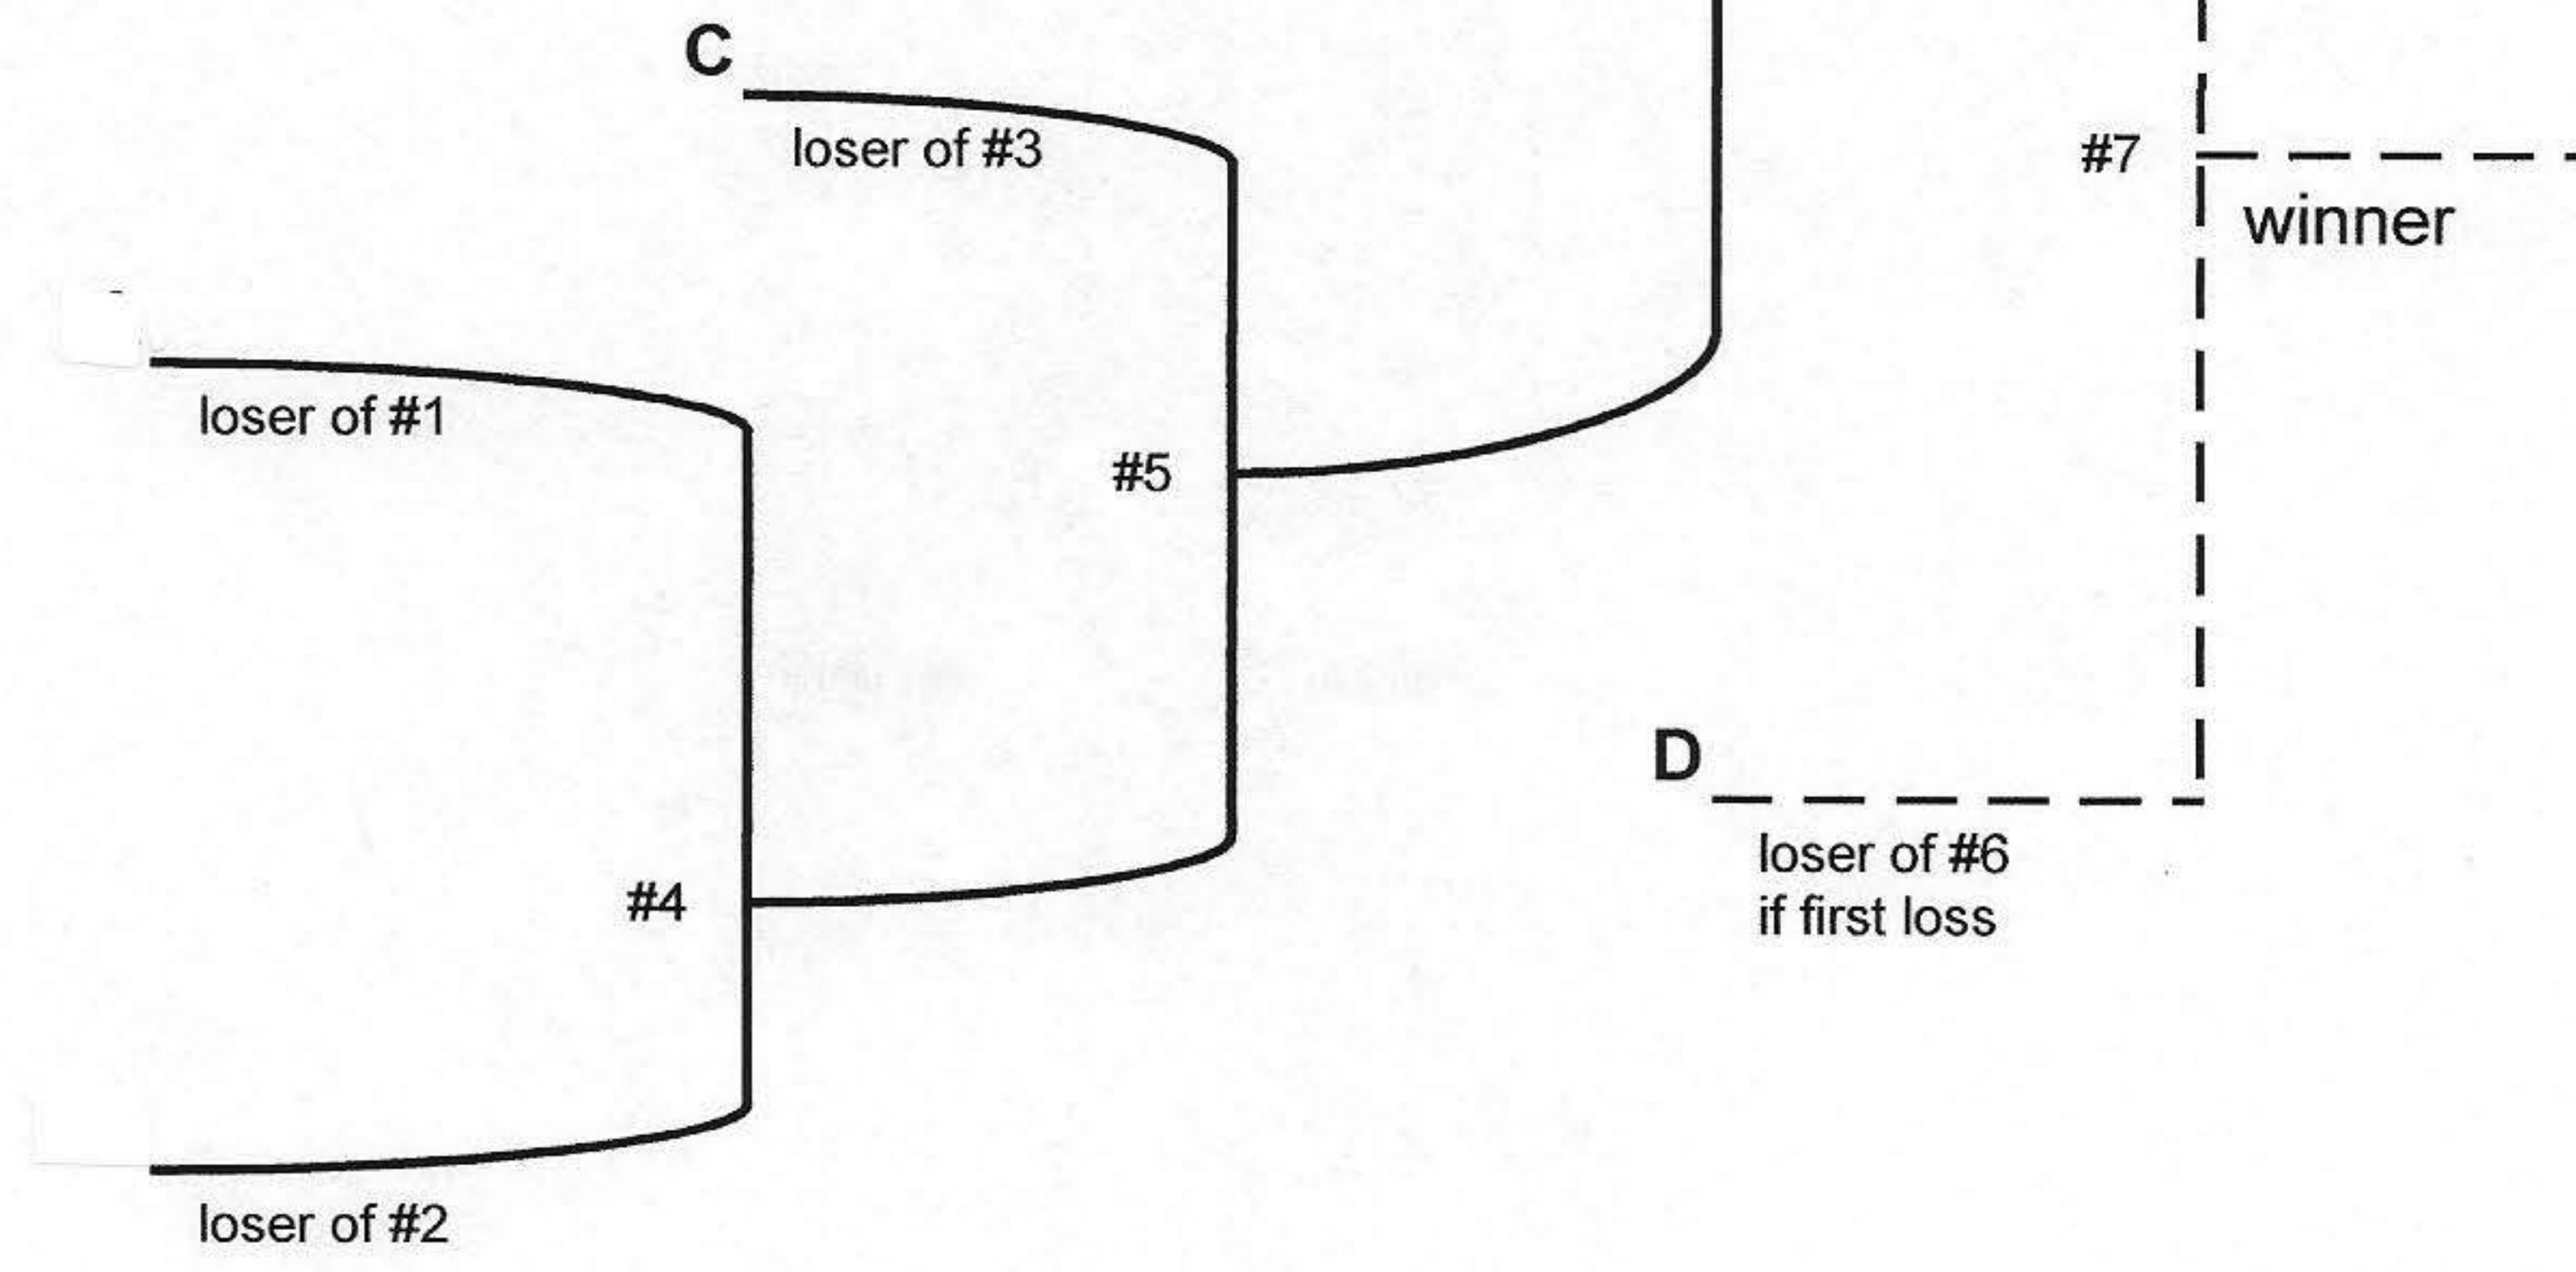 C
loser of #3
#7
winner
loser of #1
#5
D
loser of #6
if first loss
#4
loser of #2